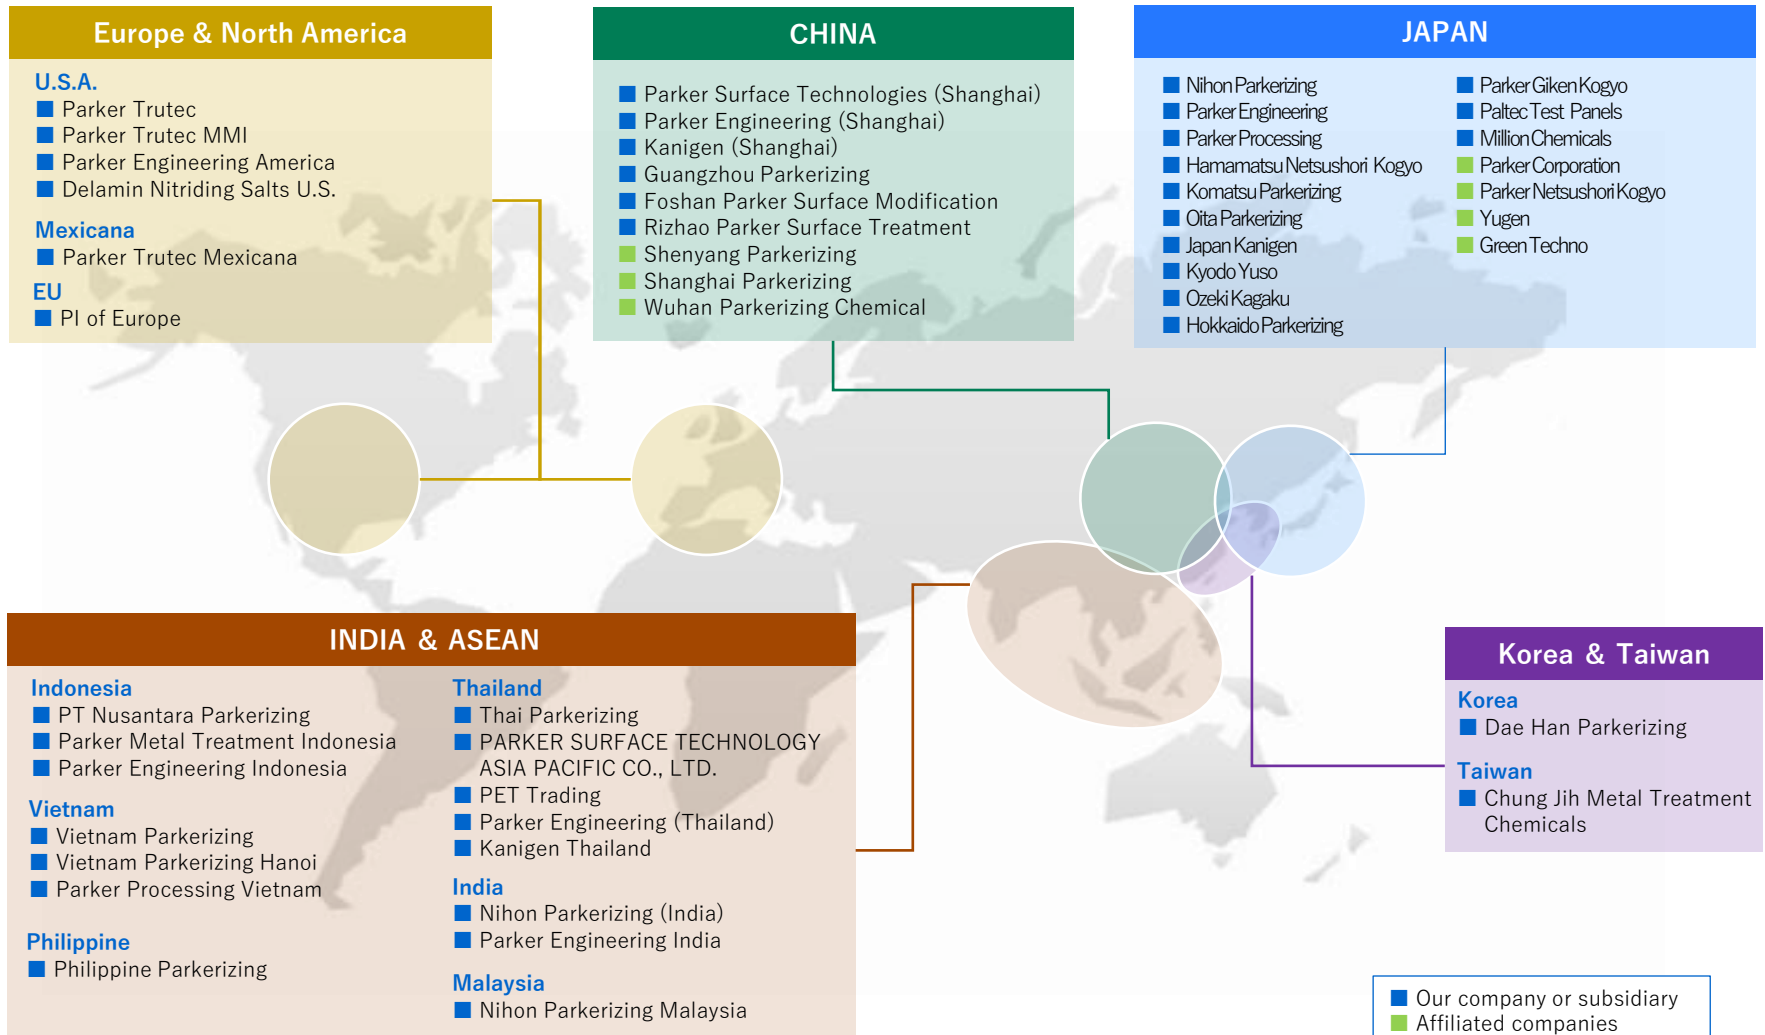 Europe & North America
U.S.A.
Parker Trutec
Parker Trutec MMI
Parker Engineering America
Delamin Nitriding Salts U.S.
Mexicana
Parker Trutec Mexicana
EU
PI of Europe
CHINA
Parker Surface Technologies (Shanghai)
Parker Engineering (Shanghai)
Kanigen (Shanghai)
Guangzhou Parkerizing
Foshan Parker Surface Modification
Rizhao Parker Surface Treatment
Shenyang Parkerizing
Shanghai Parkerizing
Wuhan Parkerizing Chemical
JAPAN
Nihon Parkerizing
Parker Engineering
Parker Processing
Hamamatsu Netsushori Kogyo
Komatsu Parkerizing
Oita Parkerizing
Japan Kanigen
Kyodo Yuso
Ozeki Kagaku
Hokkaido Parkerizing
Parker Giken Kogyo
Paltec Test Panels
Million Chemicals
Parker Corporation
Parker Netsushori Kogyo
Yugen
Green Techno
INDIA & ASEAN
Indonesia
PT Nusantara Parkerizing
Parker Metal Treatment Indonesia
Parker Engineering Indonesia
Vietnam
Vietnam Parkerizing
Vietnam Parkerizing Hanoi
Parker Processing Vietnam
Philippine
Philippine Parkerizing
Thailand
Thai Parkerizing
PARKER SURFACE TECHNOLOGY
ASIA PACIFIC CO., LTD.
PET Trading
Parker Engineering (Thailand)
Kanigen Thailand
India
Nihon Parkerizing (India)
Parker Engineering India
Malaysia
Nihon Parkerizing Malaysia
Korea & Taiwan
Korea
Dae Han Parkerizing
Taiwan
Chung Jih Metal Treatment
Chemicals
Our company or subsidiary
Affiliated companies